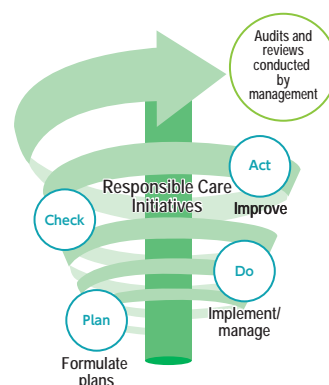 Audits and
reviews
conducted
by
management
Act
Responsible Care
Initiatives
Improve
Check
Do
Implement/
manage
Plan
Formulate
plans